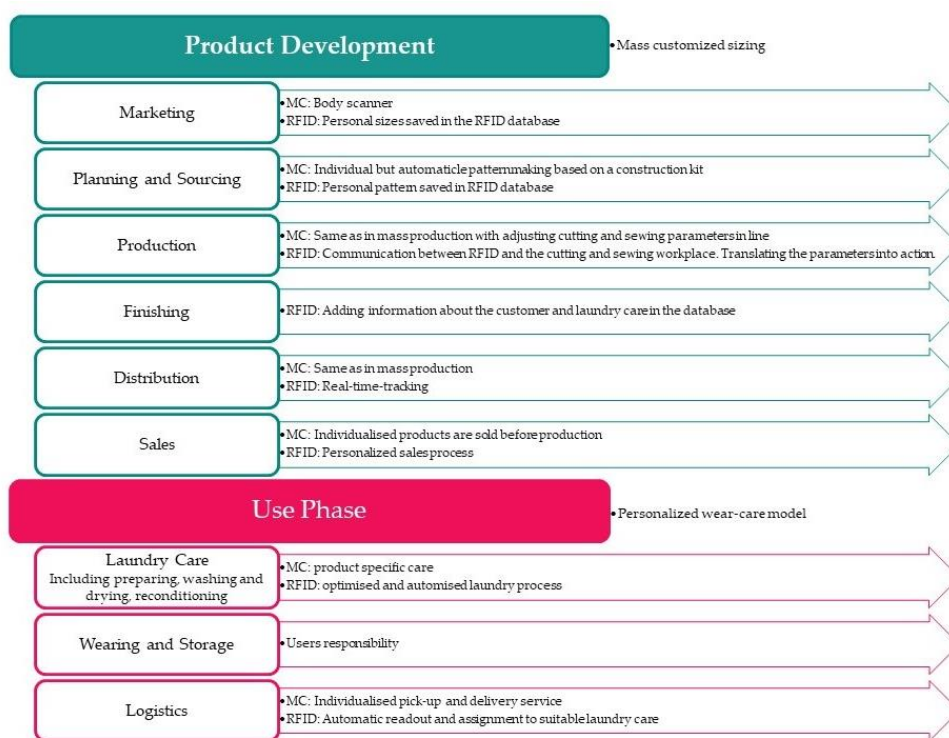 Product Development
•Mass customized sizing
Marketing
•MC: Body scanner
•RFID: Personal sizes saved in the RFID database
Planning and Sourcing
•MC: Individual but automaticle patternmaking based on a construction kit
•RFID: Personal pattern saved in RFID database
Production
•MC: Same as in mass production with adjusting cutting and sewing parameters in line
•RFID: Communication between RFID and the cutting and sewing workplace. Translating the parameters into action.
Finishing
•RFID: Adding information about the customer and laundry care in the database
Distribution
•MC: Same as in mass production
•RFID: Real-time-tracking
Sales
•MC: Individualised products are sold before production
•RFID: Personalized sales process
Use Phase
•Personalized wear-care model
Laundry Care
Including preparing, washing and
drying, reconditioning
•MC: product specific care
•RFID: optimised and automised laundry process
Wearing and Storage
•Users responsibility
Logistics
•MC: Individualised pick-up and delivery service
•RFID: Automatic readout and assignment to suitable laundry care